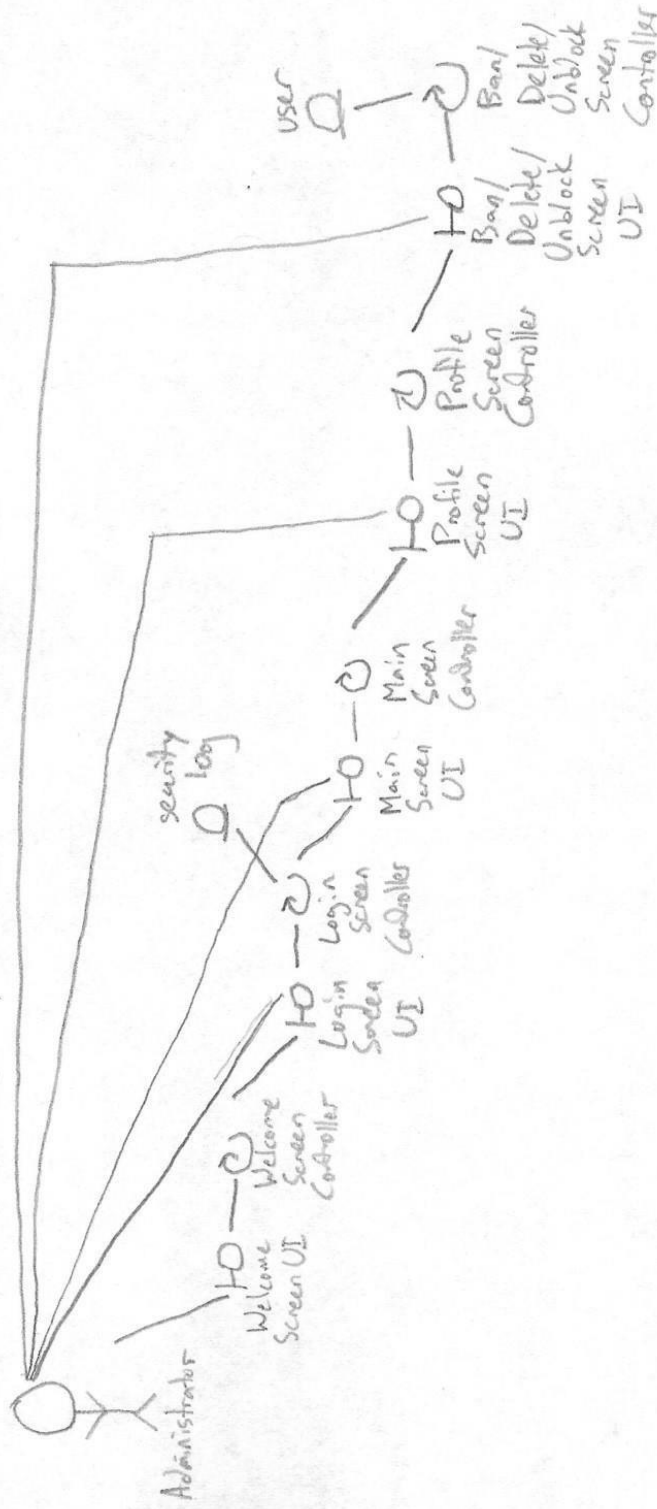 Administrator
Welcome
Screen UI
Welcome
Screen
Controller
Login
Screen
UI
Login
Screen
Controller
security
log
Main
Screen
UI
Main
Screen
Controller
Profile
Screen
UI
Profile
Screen
Controller
Ban/
Delete/
Unblock
Screen
UI
user
Ban/
Delete/
Unblock
Screen
Controller